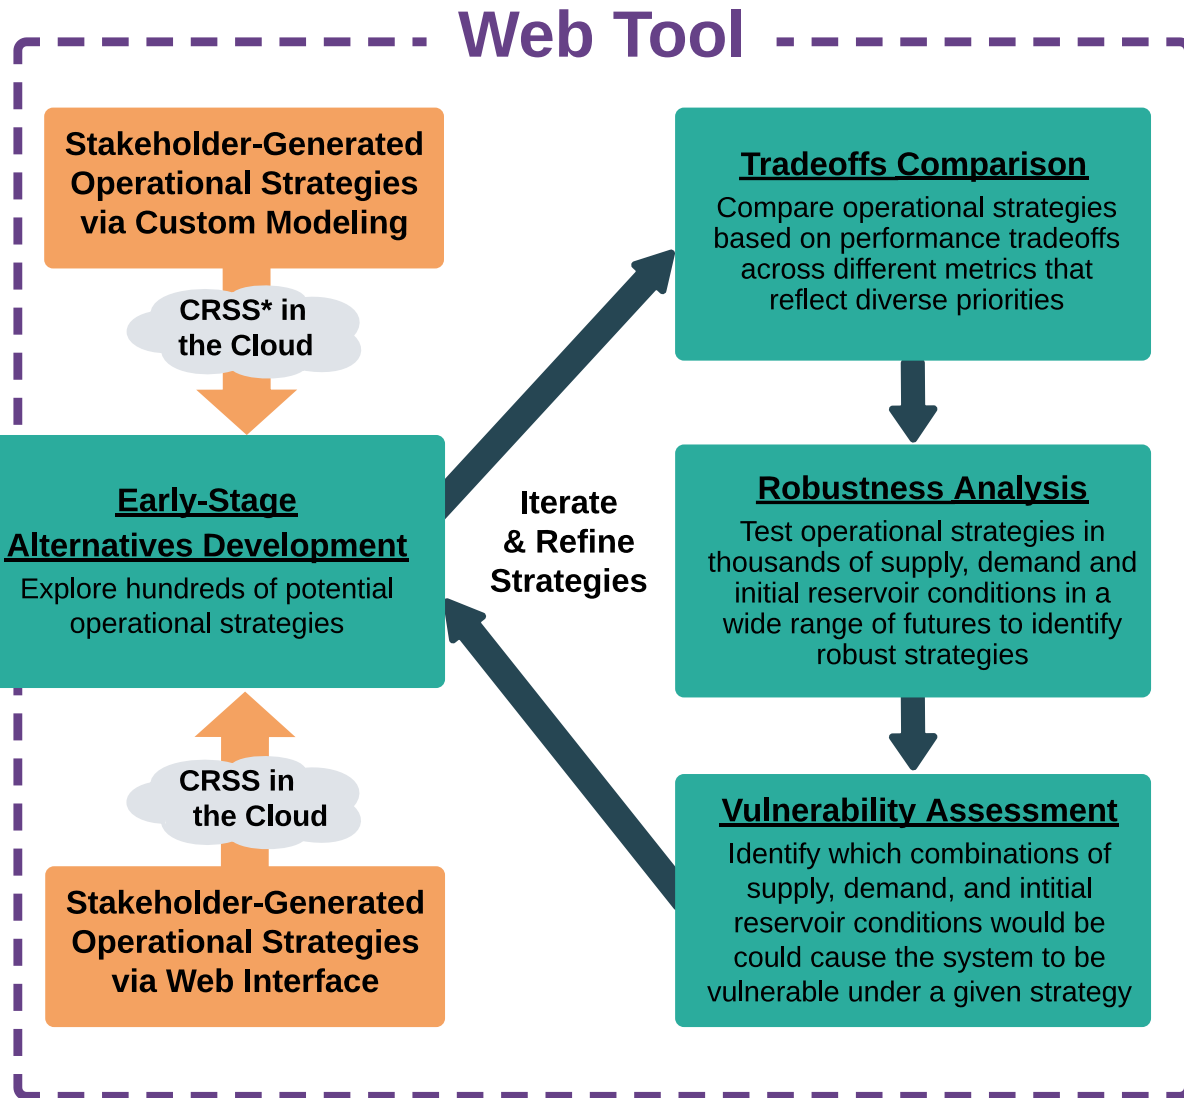 Web Tool
Stakeholder-Generated
Operational Strategies
via Custom Modeling
CRSS* in
the Cloud
Early-Stage
Alternatives Development
Explore hundreds of potential
operational strategies
CRSS in
the Cloud
Stakeholder-Generated
Operational Strategies
via Web Interface
Iterate
& Refine
Strategies
Tradeoffs Comparison
Compare operational strategies
based on performance tradeoffs
across different metrics that
reflect diverse priorities
Robustness Analysis
Test operational strategies in
thousands of supply, demand and
initial reservoir conditions in a
wide range of futures to identify
robust strategies
Vulnerability Assessment
Identify which combinations of
supply, demand, and intitial
reservoir conditions would be
could cause the system to be
vulnerable under a given strategy